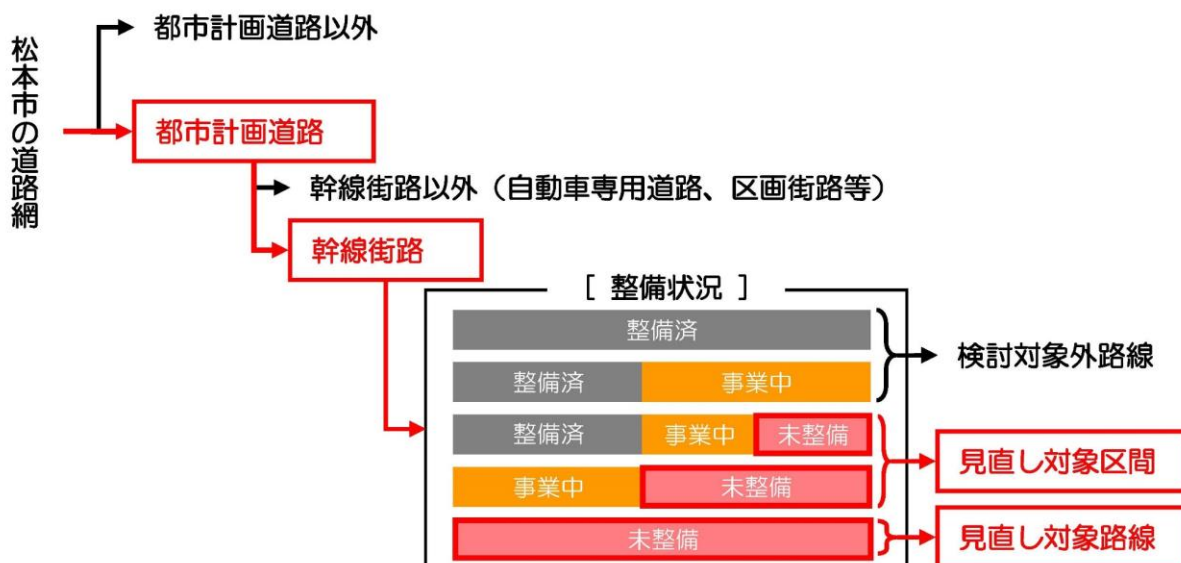 松本市の道路網
都市計画道路以外
都市計画道路
幹線街路以外（自動車専用道路、区画街路等）
幹線街路
［ 整備状況 ］
整備済
整備済 事業中
検討対象外路線
整備済 事業中 未整備
事業中 未整備
見直し対象区間
未整備
見直し対象路線